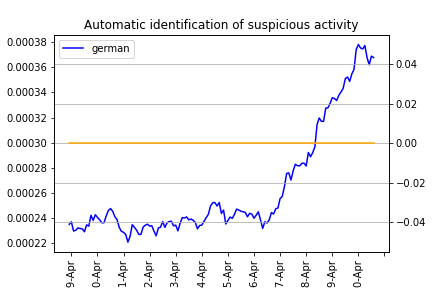 Automatic identification of suspicious activity
german
0.00038
0.00036
0.00034
0.00032
0.00030
0.00028
0.00026
0.00024
0.00022
0.04
0.02
0.00
−0.02
−0.04
9-Apr
0-Apr
1-Apr
2-Apr
3-Apr
4-Apr
5-Apr
6-Apr
7-Apr
8-Apr
9-Apr
0-Apr